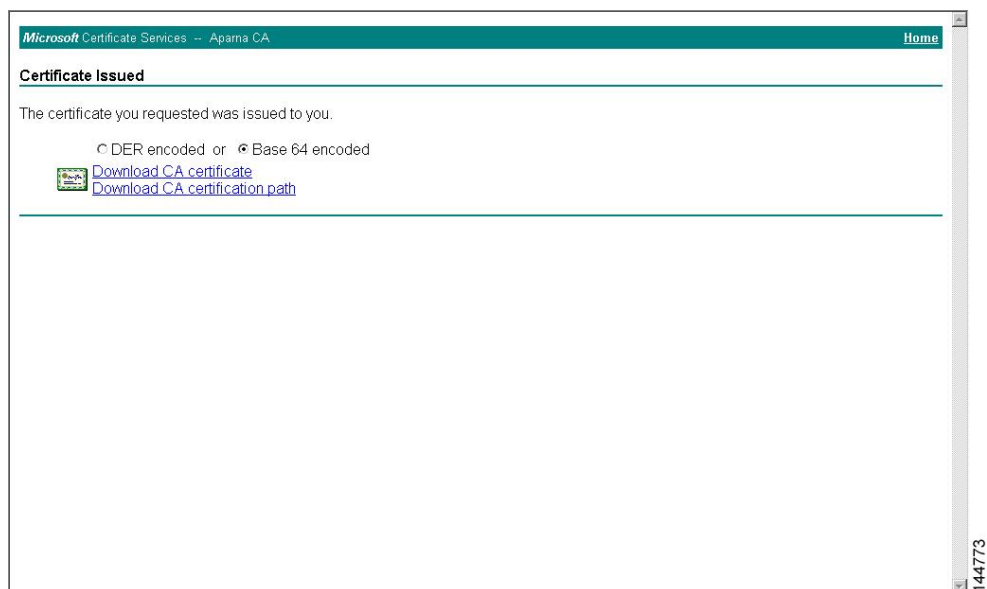 Microsoft Certificate Services -- Aparna CA Home
Certificate Issued
The certificate you requested was issued to you.
DER encoded or Base 64 encoded
Download CA certificate
Download CA certification path
144773